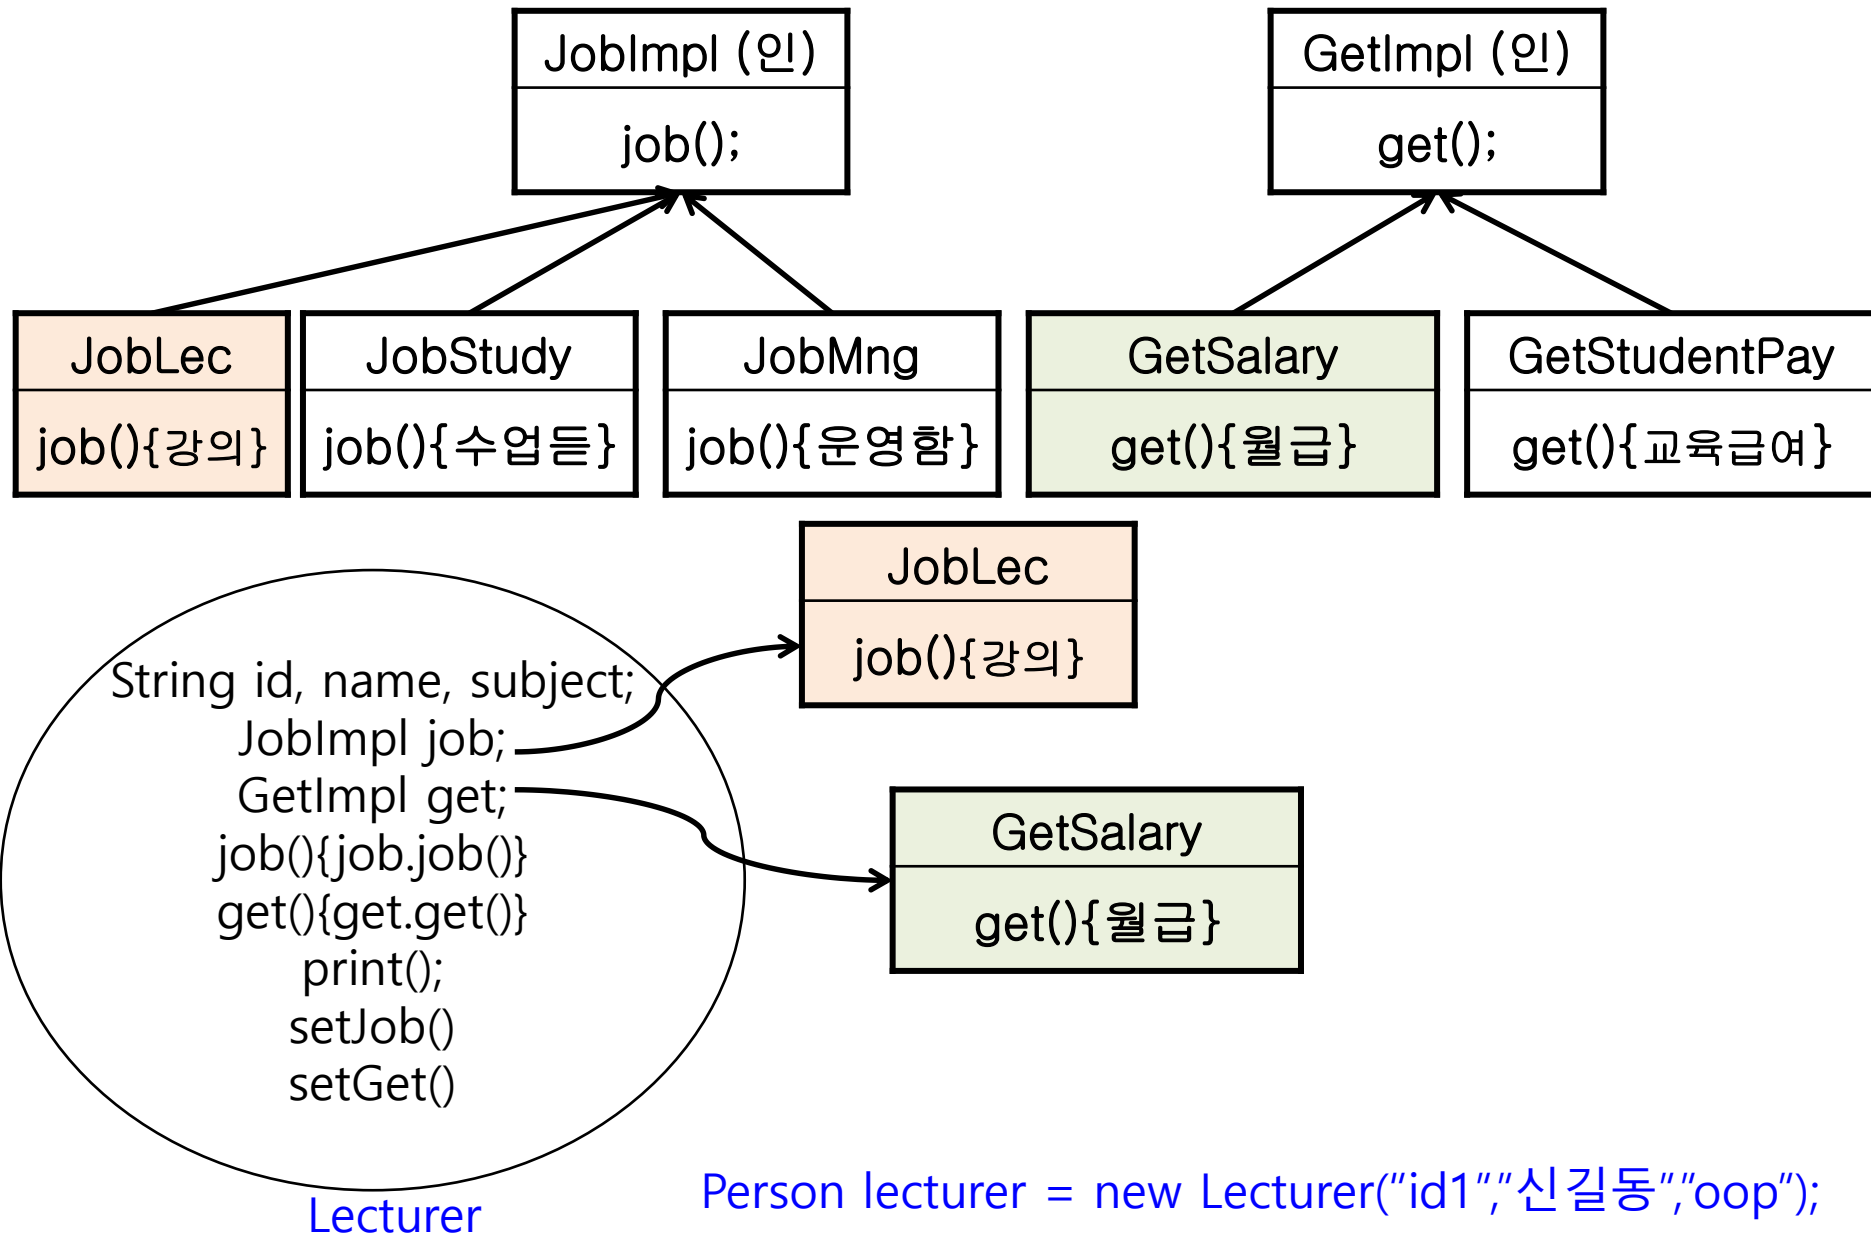 JobImpl (인)
job();
GetImpl (인)
get();
JobLec
job(){강의}
JobStudy
job(){수업듣}
JobMng
job(){운영함}
GetSalary
get(){월급}
GetStudentPay
get(){교육급여}
JobLec
job(){강의}
GetSalary
get(){월급}
String id, name, subject;
JobImpl job;
GetImpl get;
job(){job.job()}
get(){get.get()}
print();
setJob()
setGet()
Lecturer
Person lecturer = new Lecturer("id1","신길동","oop");